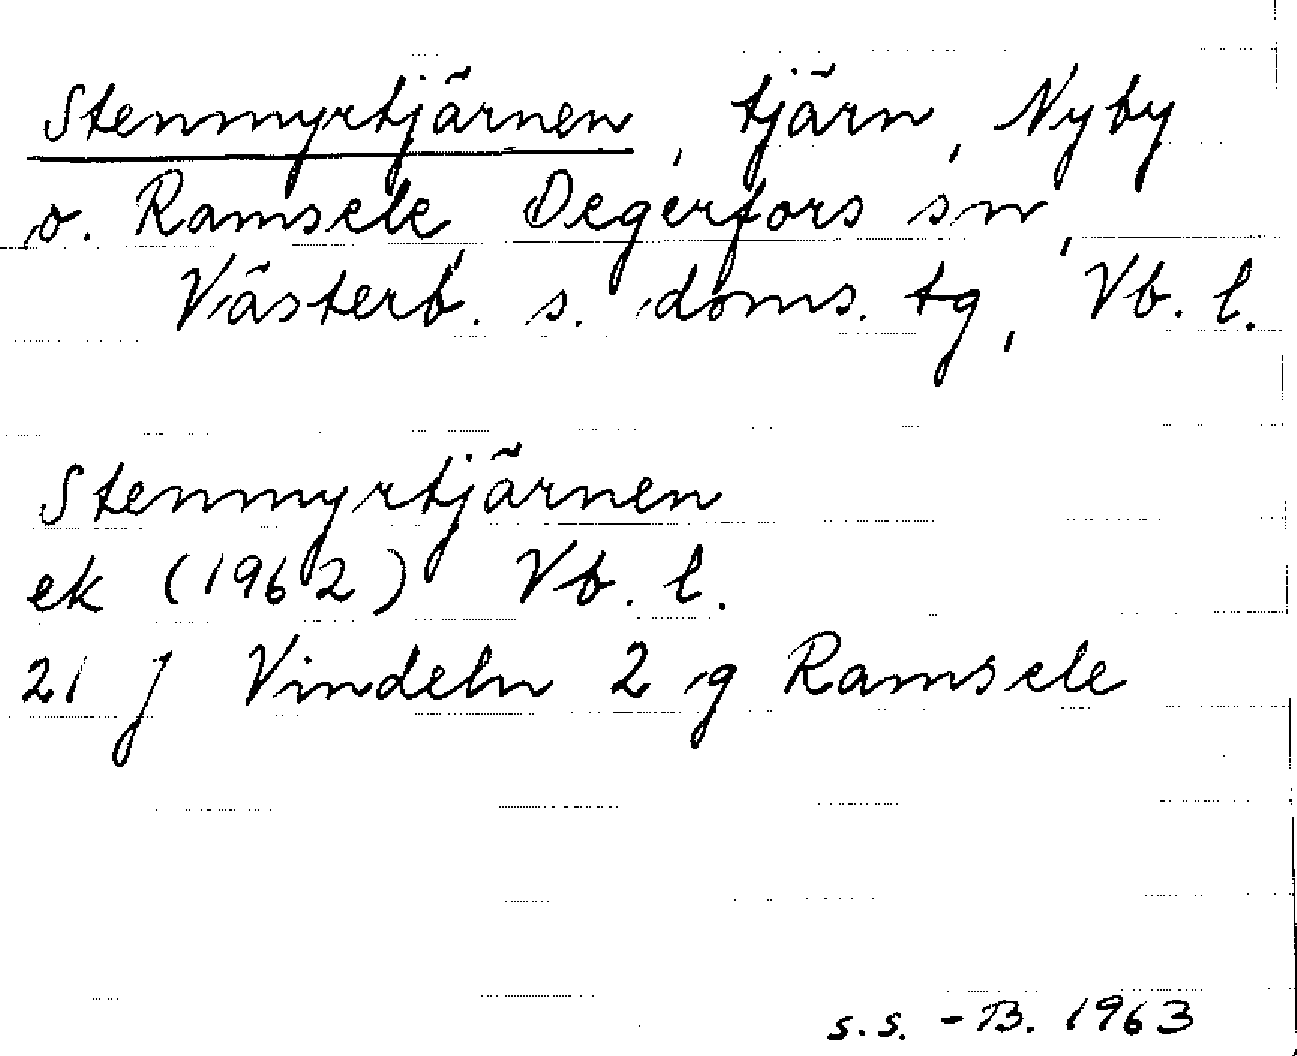 Stenmyrtjärnen, tjärn, Nyby
o. Ramsele, Degerfors sn,
Västerb. s. doms. tg, Vb. l.
Stenmyrtjärnen
ek (1962) Vb. l.
21 J Vindeln 2 g Ramsele
s.s. - B. 1963